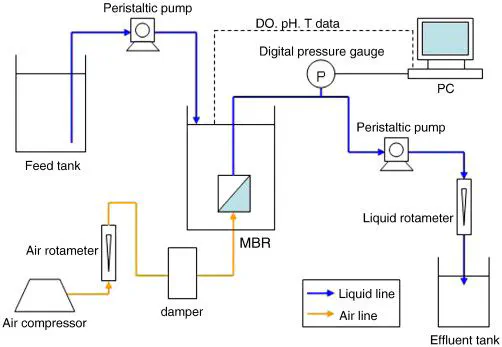 Peristaltic pump
DO. pH. T data
Digital pressure gauge
P
PC
Peristaltic pump
Feed tank
Liquid rotameter
MBR
Air rotameter
damper
Liquid line
Air line
Air compressor
Effluent tank